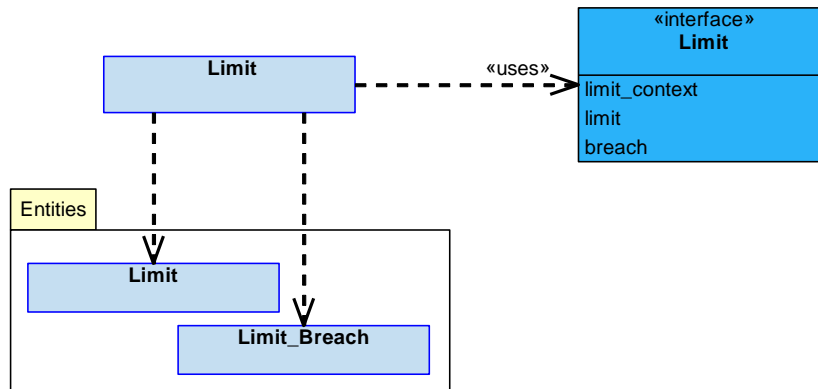 «interface»
Limit
Limit
«uses»
limit_context
limit
breach
Entities
Limit
Limit_Breach